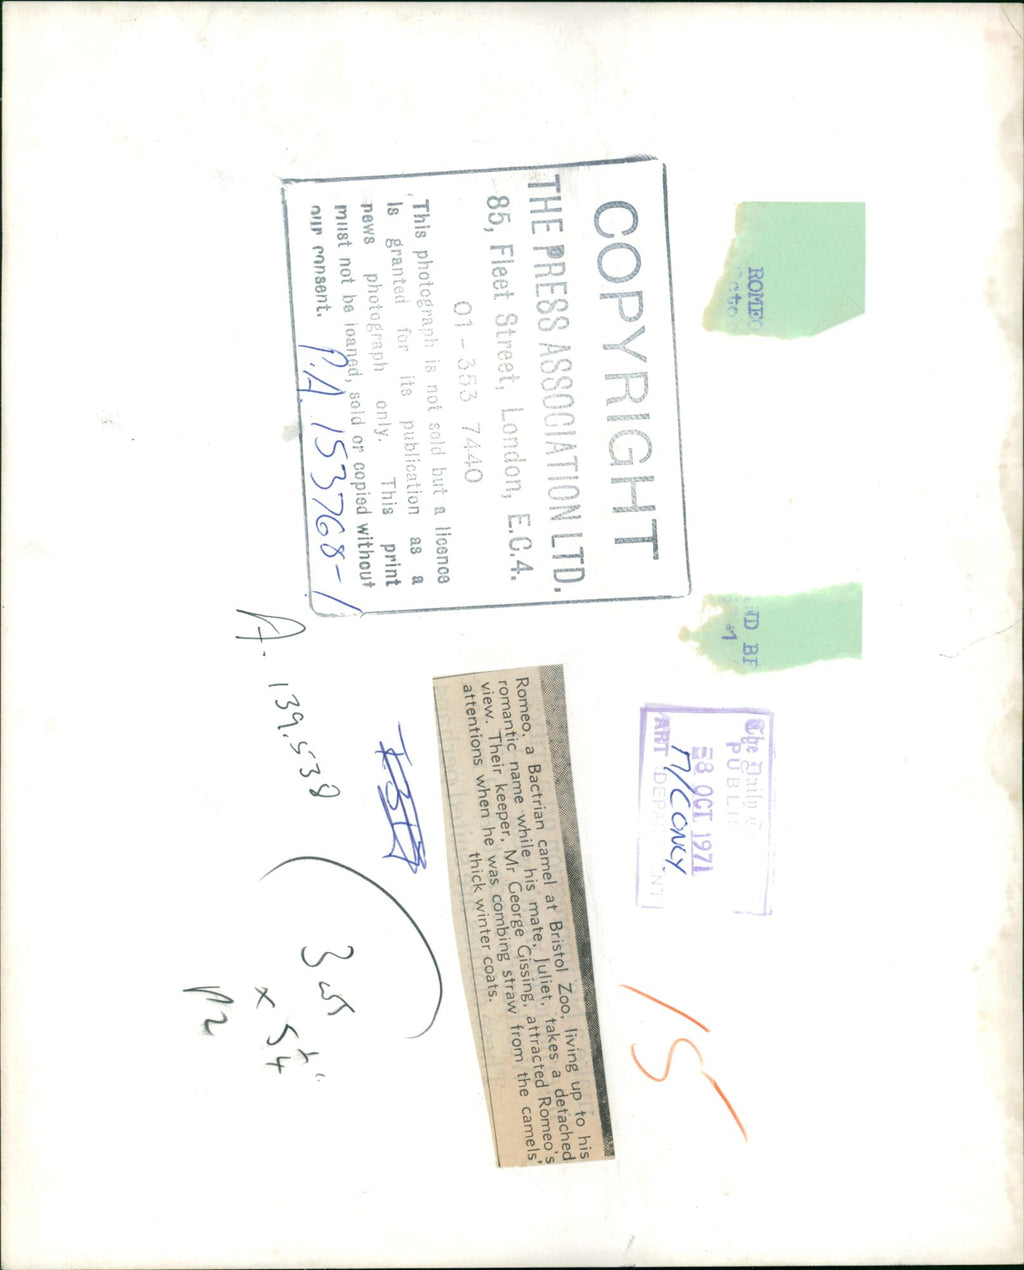 COPYRIGHT
THE PRESS ASSOCIATION LTD.
85, Fleet Street, London, E.C.4.
01-353 7440
This photograph is not sold but a licence
is granted for its publication as a
news photograph only. This print
must not be loaned, sold or copied without
our consent.
P.A. 153768-1
ROMEO
ND BF
The Daily
PUBLI
8 OCT 1971
ART DEPA
Romeo, a Bactrian camel at Bristol Zoo, living up to his
romantic name while his mate, Juliet, takes a detached
view. Their keeper, Mr George Gissing, attracted Romeo's
attentions when he was combing straw from the camels'
thick winter coats.
A. 139.538
15
P2